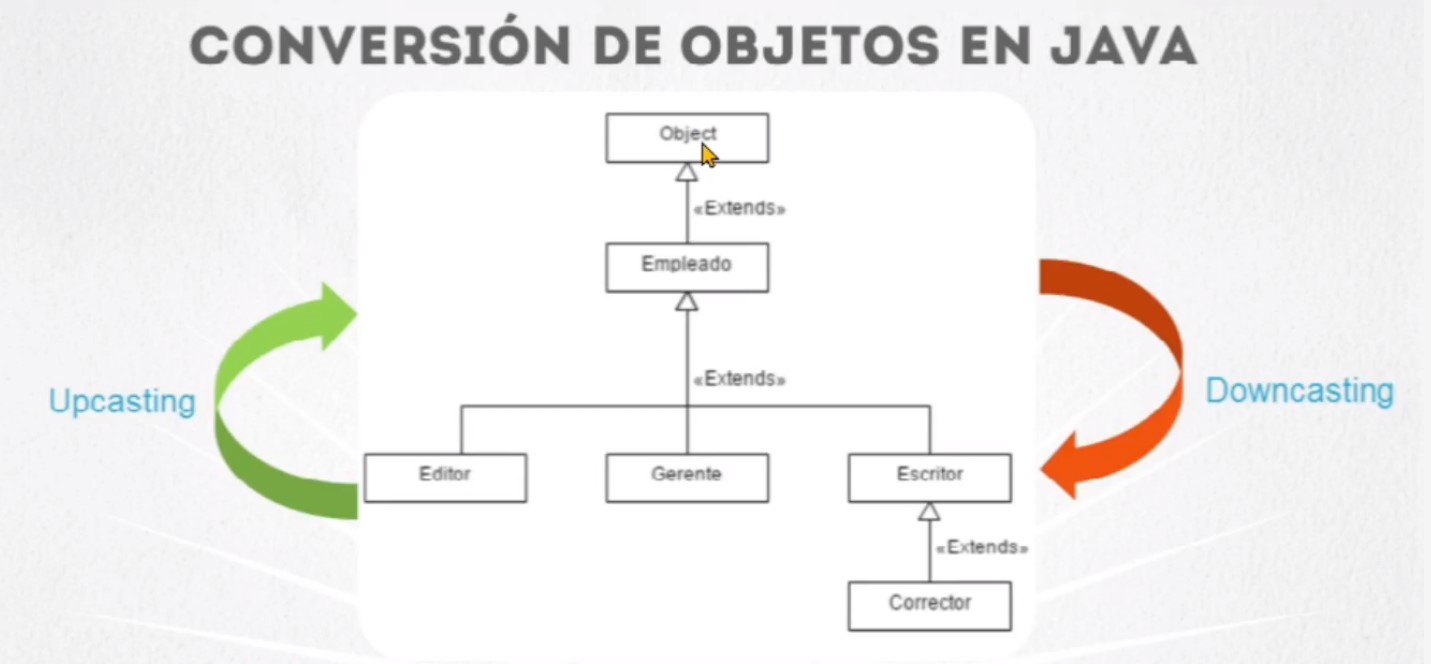 CONVERSIÓN DE OBJETOS EN JAVA
Object
«Extends»
Empleado
«Extends»
Upcasting
Downcasting
Editor
Gerente
Escritor
«Extends»
Corrector